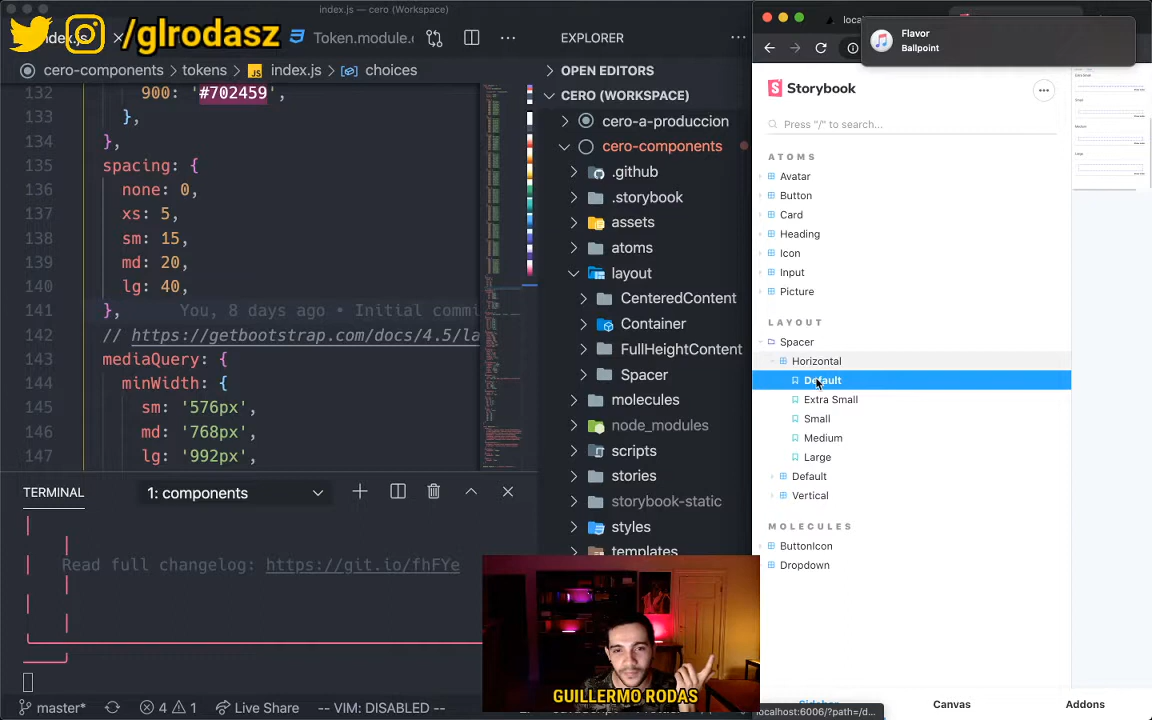 index.js — cero (Workspace)
/glrodasz
index.js
Token.module.c
cero-components
tokens
index.js
choices
132 900: '#702459',
133 },
134 },
135 spacing: {
136 none: 0,
137 xs: 5,
138 sm: 15,
139 md: 20,
140 lg: 40,
141 }, You, 8 days ago • Initial commi
142 // https://getbootstrap.com/docs/4.5/la
143 mediaQuery: {
144 minWidth: {
145 sm: '576px',
146 md: '768px',
147 lg: '992px',
TERMINAL
1: components
Read full changelog: https://git.io/fhFYe
master*
4
1
Live Share
-- VIM: DISABLED --
EXPLORER
OPEN EDITORS
CERO (WORKSPACE)
cero-a-produccion
cero-components
.github
.storybook
assets
atoms
layout
CenteredContent
Container
FullHeightContent
Spacer
molecules
node_modules
scripts
stories
storybook-static
styles
templates
GUILLERMO RODAS
loca
Flavor
Ballpoint
Storybook
Press "/" to search...
ATOMS
Avatar
Button
Card
Heading
Icon
Input
Picture
LAYOUT
Spacer
Horizontal
Default
Extra Small
Small
Medium
Large
Default
Vertical
MOLECULES
ButtonIcon
Dropdown
Sidebar
Canvas
Addons
localhost:6006/?path=/d...